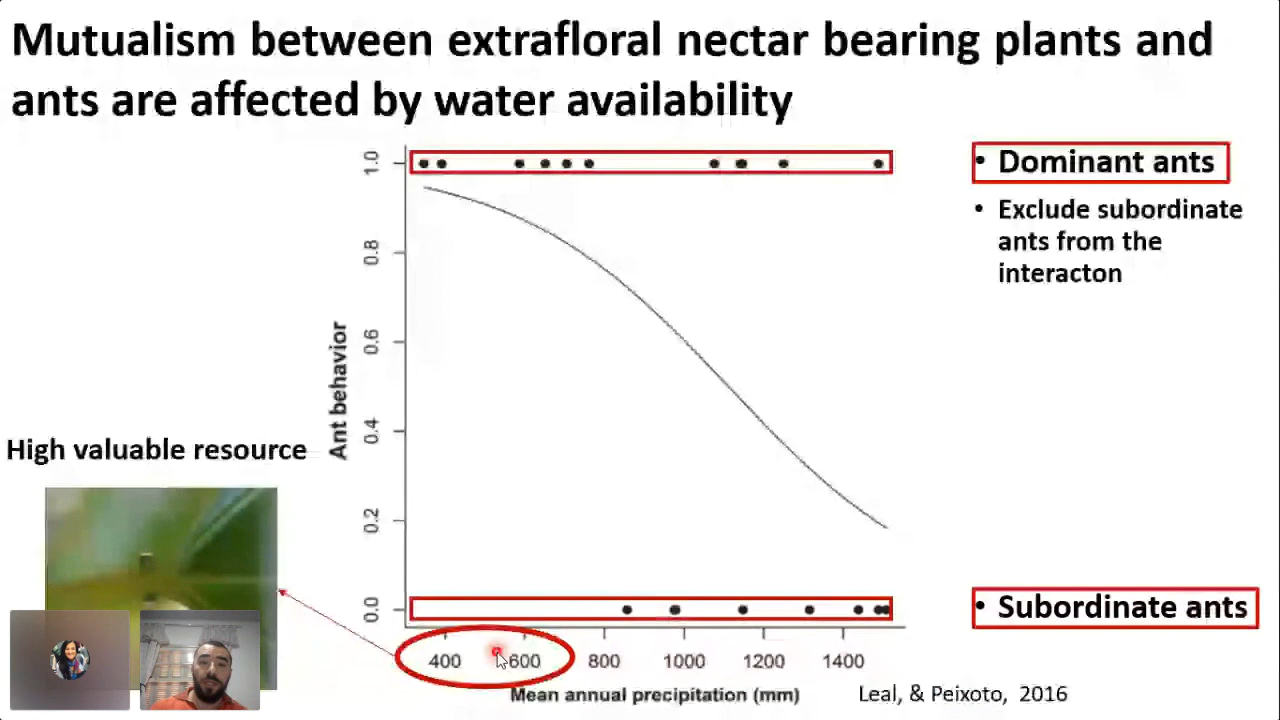 Mutualism between extrafloral nectar bearing plants and
ants are affected by water availability
1.0
0.8
0.6
0.4
0.2
0.0
Ant behavior
400 600 800 1000 1200 1400
Mean annual precipitation (mm)
High valuable resource
• Dominant ants
• Exclude subordinate
ants from the
interacton
• Subordinate ants
Leal, & Peixoto, 2016